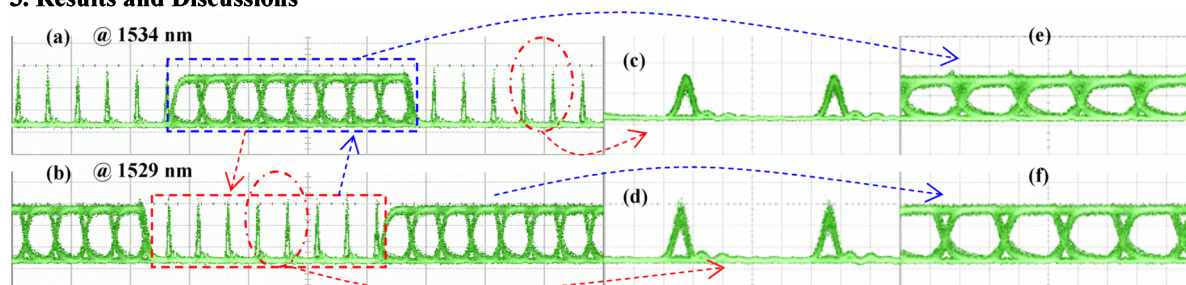 3. Results and Discussions
(a) @ 1534 nm
(c)
(e)
(b) @ 1529 nm
(d)
(f)